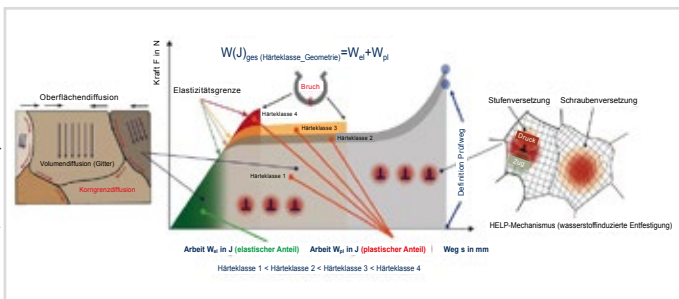 W(J)ges (Härteklasse_Geometrie)=Wel+Wpl
Kraft F in N
Oberflächendiffusion
Volumendiffusion (Gitter)
Korngrenzdiffusion
Elastizitätsgrenze
Bruch
Härteklasse 4
Härteklasse 3
Härteklasse 2
Härteklasse 1
Definition Prüfweg
Stufenversetzung
Schraubenversetzung
Druck
Zug
HELP-Mechanismus (wasserstoffinduzierte Entfestigung)
Arbeit Wel in J (elastischer Anteil)
Arbeit Wpl in J (plastischer Anteil)
Weg s in mm
Härteklasse 1 < Härteklasse 2 < Härteklasse 3 < Härteklasse 4